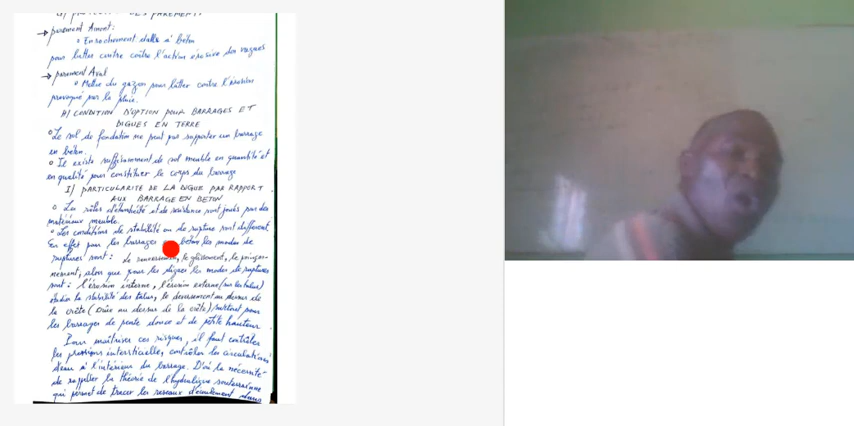 → parement Amont:
• Enrochement dalle à béton
pour lutter contre contre l'action érosive des vagues
→ parement Aval
• Mettre du gazon pour lutter contre l'érosion
provoqué par la pluie.
H) CONDITION D'OPTION POUR BARRAGES ET
DIGUES EN TERRE
• Le sol de fondation ne peut pas supporter un barrage
en béton.
• Il existe suffisamment de sol meuble en quantité et
en qualité pour constituer le corps du barrage
I) PARTICULARITE DE LA DIGUE PAR RAPPORT
AUX BARRAGE EN BETON
• Les rôles d'étanchéité et de resistance sont joués par des
matériaux meuble.
• Les conditions de stabilité ou de rupture sont different
En effet pour les barrages béton les modes de
ruptures sont: le glissement, le poinçon-
nement, alors que pour les digues les modes de ruptures
sont: l'érosion interne, l'érosion externe (sur les talus)
la stabilité des talus, le deversement au dessus de
la crête (Crûe au dessus de la crête) surtout pour
les barrages de pente douce et de petite hauteur
Pour maîtriser ces risques, il faut contrôler
les pressions interstitielle, contrôler les circulations
d'eau à l'intérieur du barrage. D'où la nécessité
de rappeller la théorie de l'hydraulique souterraine
qui permet de tracer les reseaux d'écoulement dans